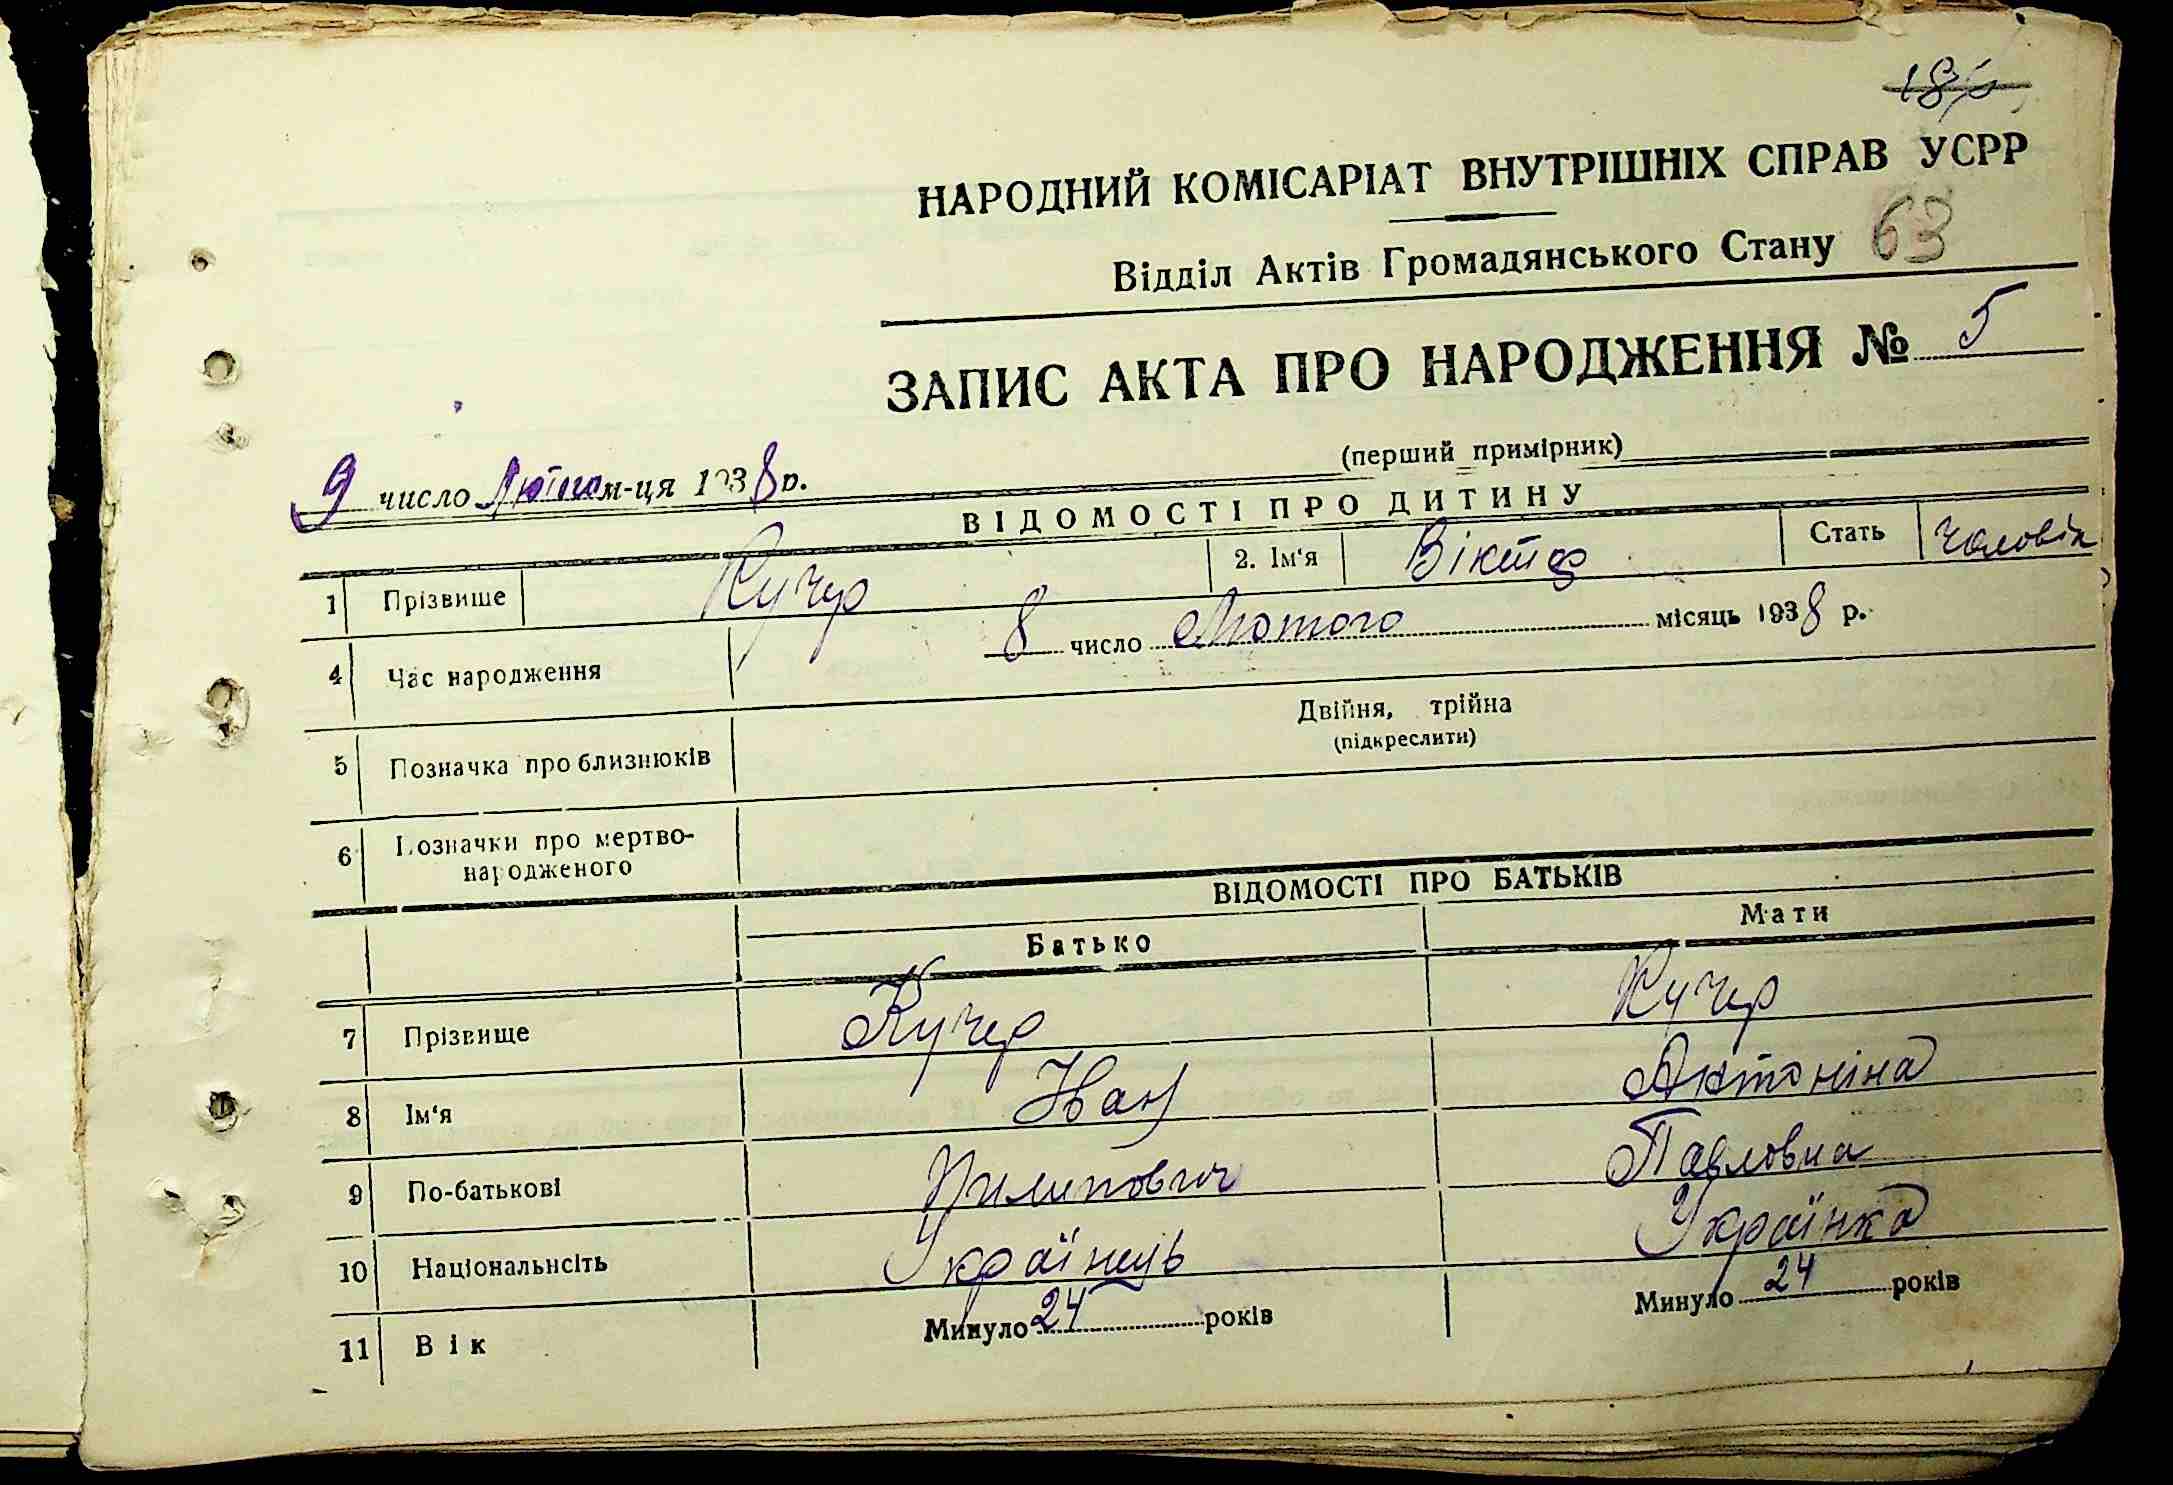 НАРОДНИЙ КОМІСАРІАТ ВНУТРІШНІХ СПРАВ УСРР
63
Відділ Актів Громадянського Стану
ЗАПИС АКТА ПРО НАРОДЖЕННЯ № 5
(перший примірник)
9 число Лютого м-ця 1938 р.
ВІДОМОСТІ ПРО ДИТИНУ
1 Прізвище Кучер 2. Ім'я Віктор Стать Чоловік
4 Час народження 8 число Лютого місяць 1938 р.
5 Позначка про близнюків Двійня, трійна
(підкреслити)
6 Позначки про мертво-
народженого
ВІДОМОСТІ ПРО БАТЬКІВ
Батько Мати
7 Прізвище Кучер Кучер
8 Ім'я Іван Антоніна
9 По-батькові Пилипович Павловна
10 Національнсіть Українець Українка
11 Вік Минуло 24 років Минуло 24 років